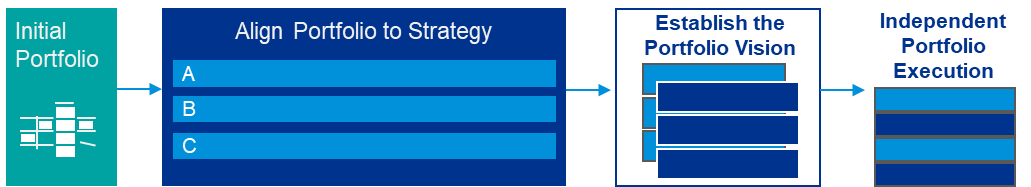 Initial
Portfolio
Align Portfolio to Strategy
A
B
C
Establish the
Portfolio Vision
Independent
Portfolio
Execution